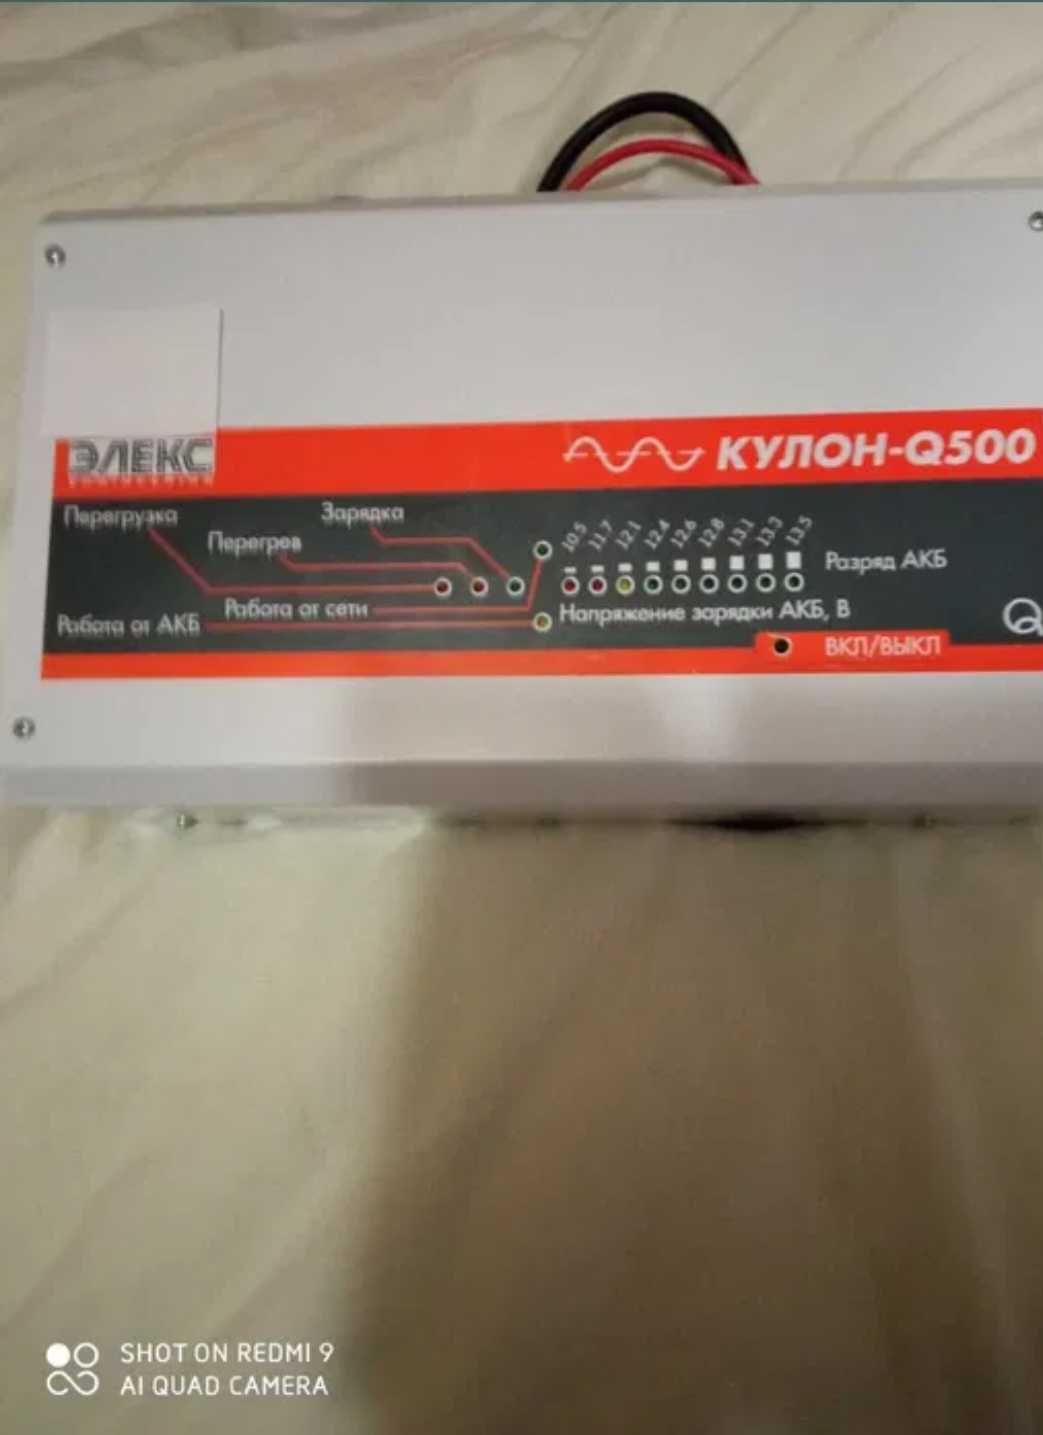 ЭЛЕКС
КУЛОН-Q500
Перегрузка
Зарядка
Перегрев
10.5 11.7 12.1 12.4 12.6 12.8 13.1 13.3 13.5
Разряд АКБ
Работа от сети
Работа от АКБ
Напряжение зарядки АКБ, В
Q
ВКЛ/ВЫКЛ
SHOT ON REDMI 9
AI QUAD CAMERA